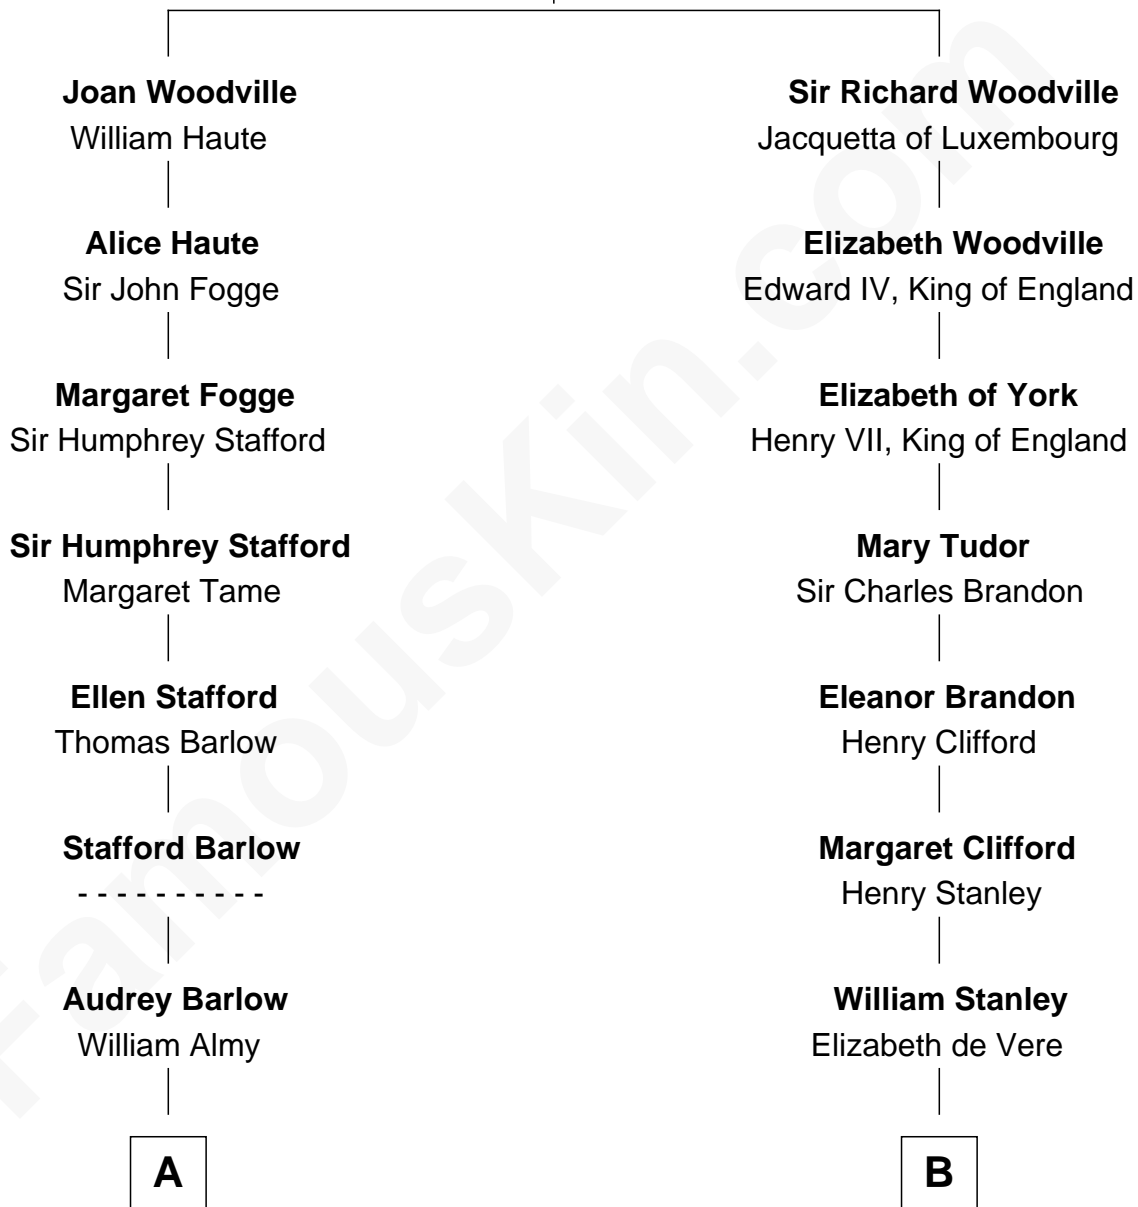 Joan Woodville
William Haute
Sir Richard Woodville
Jacquetta of Luxembourg
Alice Haute
Sir John Fogge
Elizabeth Woodville
Edward IV, King of England
Margaret Fogge
Sir Humphrey Stafford
Elizabeth of York
Henry VII, King of England
Sir Humphrey Stafford
Margaret Tame
Mary Tudor
Sir Charles Brandon
Ellen Stafford
Thomas Barlow
Eleanor Brandon
Henry Clifford
Stafford Barlow
- - - - - - - - - -
Margaret Clifford
Henry Stanley
Audrey Barlow
William Almy
William Stanley
Elizabeth de Vere
A
B
FamousKin.com